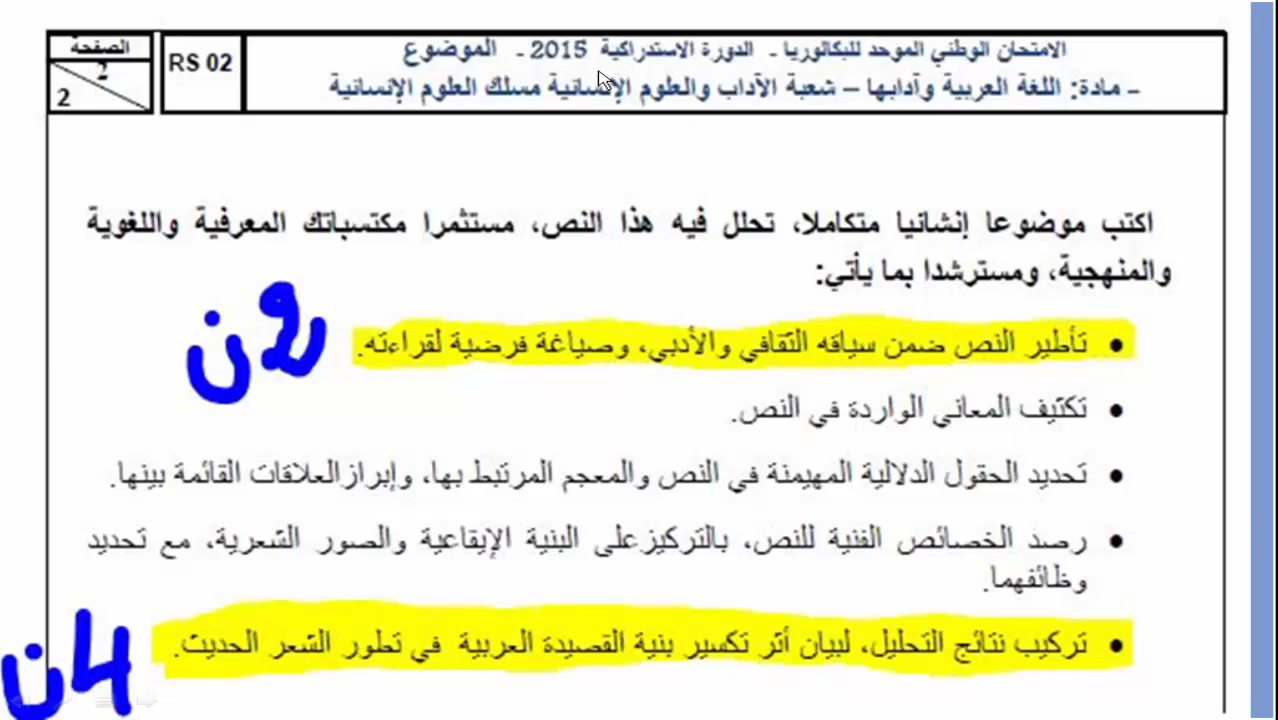 الامتحان الوطني الموحد للبكالوريا - الدورة الاستدراكية 2015 - الموضوع
- مادة: اللغة العربية وآدابها – شعبة الآداب والعلوم الإنسانية مسلك العلوم الإنسانية
RS 02
الصفحة
2
2
اكتب موضوعا إنشائيا متكاملا، تحلل فيه هذا النص، مستثمرا مكتسباتك المعرفية واللغوية
والمنهجية، ومسترشدا بما يأتي:
• تأطير النص ضمن سياقه الثقافي والأدبي، وصياغة فرضية لقراءته.
2ن
• تكثيف المعاني الواردة في النص.
• تحديد الحقول الدلالية المهيمنة في النص والمعجم المرتبط بها، وإبرازالعلاقات القائمة بينها.
• رصد الخصائص الفنية للنص، بالتركيزعلى البنية الإيقاعية والصور الشعرية، مع تحديد
وظائفهما.
• تركيب نتائج التحليل، لبيان أثر تكسير بنية القصيدة العربية في تطور الشعر الحديث.
4ن